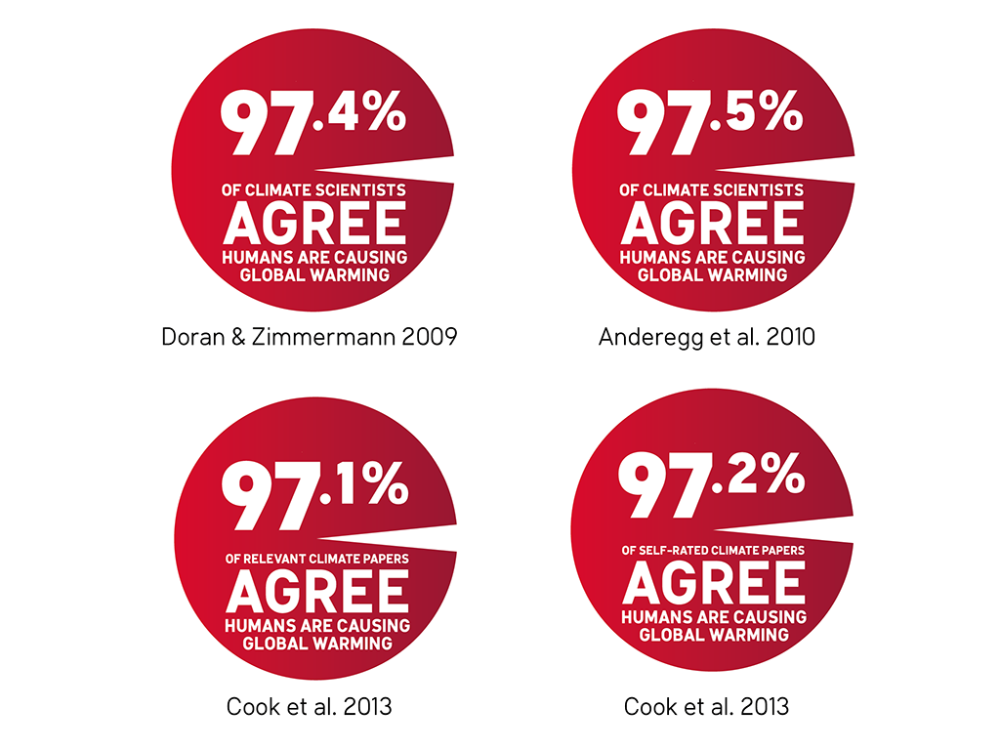 97.4%
OF CLIMATE SCIENTISTS
AGREE
HUMANS ARE CAUSING
GLOBAL WARMING
Doran & Zimmermann 2009
97.5%
OF CLIMATE SCIENTISTS
AGREE
HUMANS ARE CAUSING
GLOBAL WARMING
Anderegg et al. 2010
97.1%
OF RELEVANT CLIMATE PAPERS
AGREE
HUMANS ARE CAUSING
GLOBAL WARMING
Cook et al. 2013
97.2%
OF SELF-RATED CLIMATE PAPERS
AGREE
HUMANS ARE CAUSING
GLOBAL WARMING
Cook et al. 2013